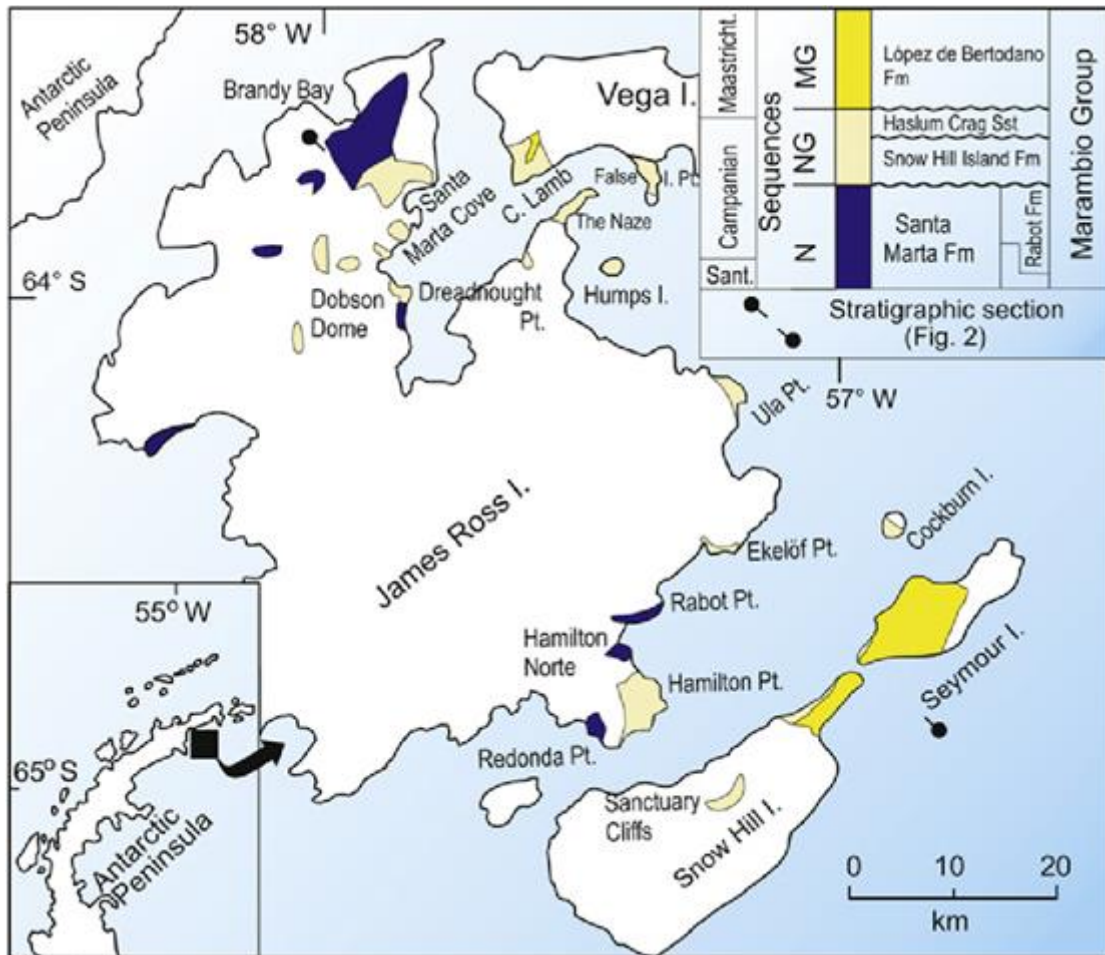 58° W
Antarctic
Peninsula
Brandy Bay
Vega I.
C. Lamb
False
I. Pt.
Santa
Marta Cove
The Naze
64° S
Dobson
Dome
Dreadnought
Pt.
Humps I.
Ula Pt.
57° W
James Ross I.
Cockburn I.
Ekelöf Pt.
Rabot Pt.
Hamilton
Norte
Hamilton Pt.
Seymour I.
Redonda Pt.
Sanctuary
Cliffs
Snow Hill I.
0 10 20
km
55° W
65° S
Antarctic
Peninsula
Maastricht.
Campanian
Sant.
Sequences
MG
NG
N
López de Bertodano
Fm
Haslum Crag Sst
Snow Hill Island Fm
Santa
Marta Fm
Rabot Fm
Marambio Group
Stratigraphic section
(Fig. 2)